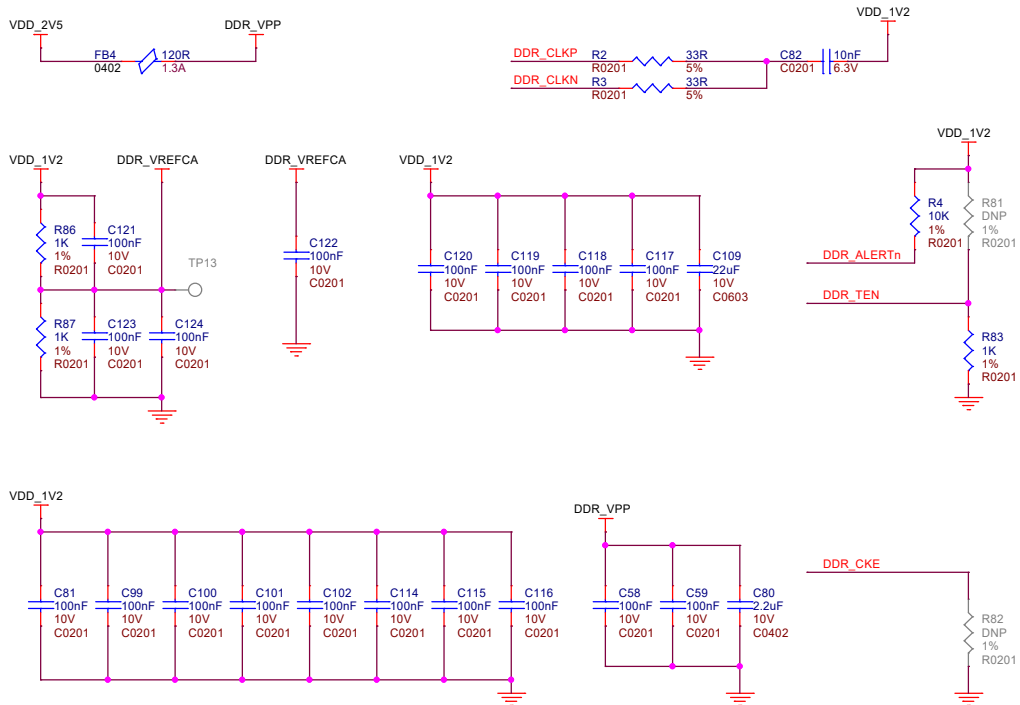 VDD_2V5
DDR_VPP
FB4
0402
120R
1.3A
VDD_1V2
DDR_CLKP
R2
R0201
33R
5%
C82
C0201
10nF
6.3V
DDR_CLKN
R3
R0201
33R
5%
VDD_1V2
DDR_VREFCA
R86
1K
1%
R0201
C121
100nF
10V
C0201
TP13
R87
1K
1%
R0201
C123
100nF
10V
C0201
C124
100nF
10V
C0201
DDR_VREFCA
C122
100nF
10V
C0201
VDD_1V2
C120
100nF
10V
C0201
C119
100nF
10V
C0201
C118
100nF
10V
C0201
C117
100nF
10V
C0201
C109
22uF
10V
C0603
VDD_1V2
R4
10K
1%
R0201
R81
DNP
1%
R0201
DDR_ALERTn
DDR_TEN
R83
1K
1%
R0201
VDD_1V2
C81
100nF
10V
C0201
C99
100nF
10V
C0201
C100
100nF
10V
C0201
C101
100nF
10V
C0201
C102
100nF
10V
C0201
C114
100nF
10V
C0201
C115
100nF
10V
C0201
C116
100nF
10V
C0201
DDR_VPP
C58
100nF
10V
C0201
C59
100nF
10V
C0201
C80
2.2uF
10V
C0402
DDR_CKE
R82
DNP
1%
R0201